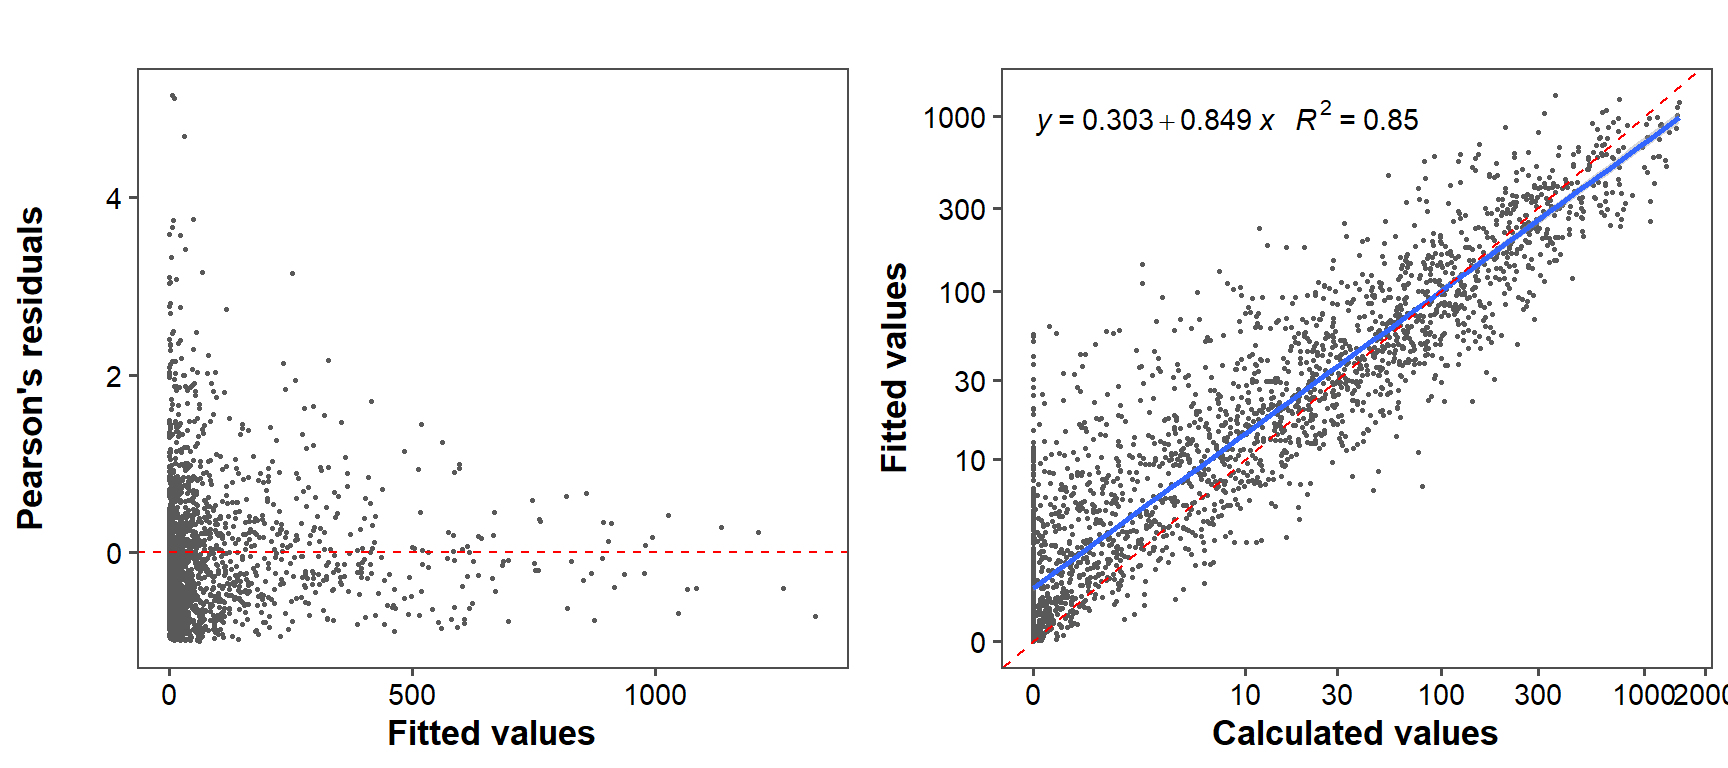 Pearson's residuals
4
2
0
0 500 1000
Fitted values
y = 0.303 + 0.849 x R² = 0.85
Fitted values
1000
300
100
30
10
0
0 10 30 100 300 1000 2000
Calculated values